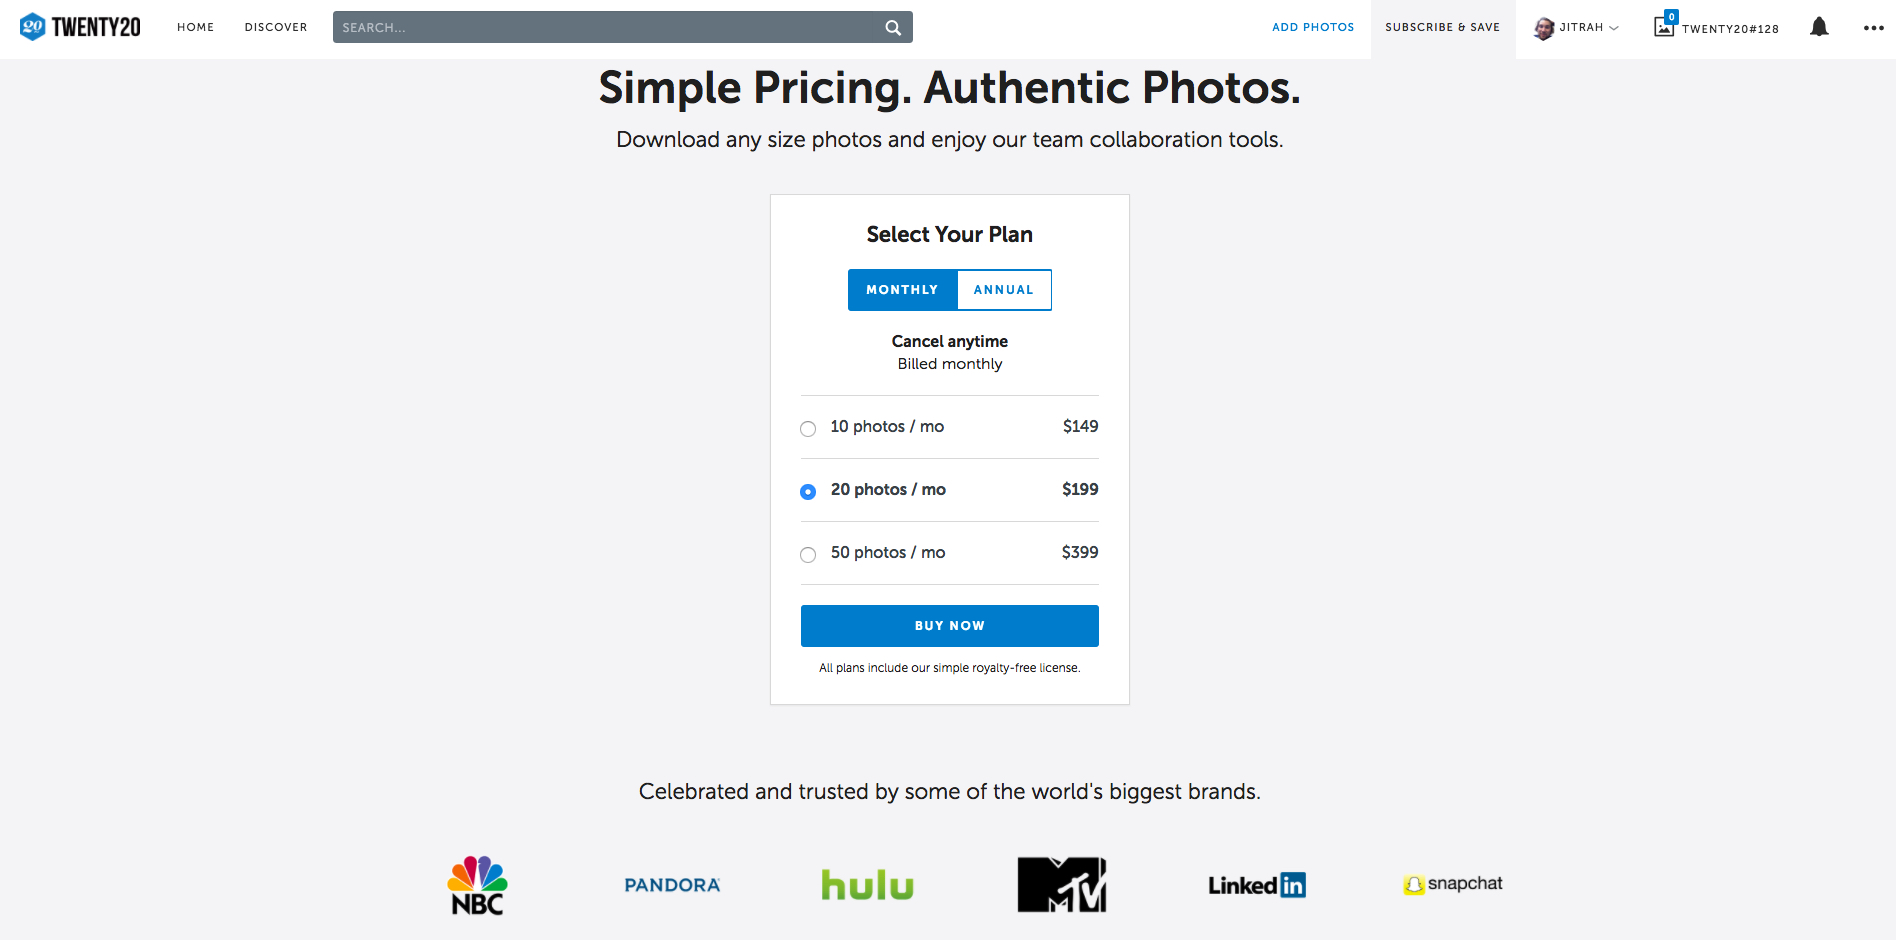 20 TWENTY20 HOME DISCOVER SEARCH... ADD PHOTOS SUBSCRIBE & SAVE JITRAH 0 TWENTY20#128
Simple Pricing. Authentic Photos.
Download any size photos and enjoy our team collaboration tools.
Select Your Plan
MONTHLY ANNUAL
Cancel anytime
Billed monthly
10 photos / mo $149
20 photos / mo $199
50 photos / mo $399
BUY NOW
All plans include our simple royalty-free license.
Celebrated and trusted by some of the world's biggest brands.
NBC PANDORA hulu MTV Linked in snapchat